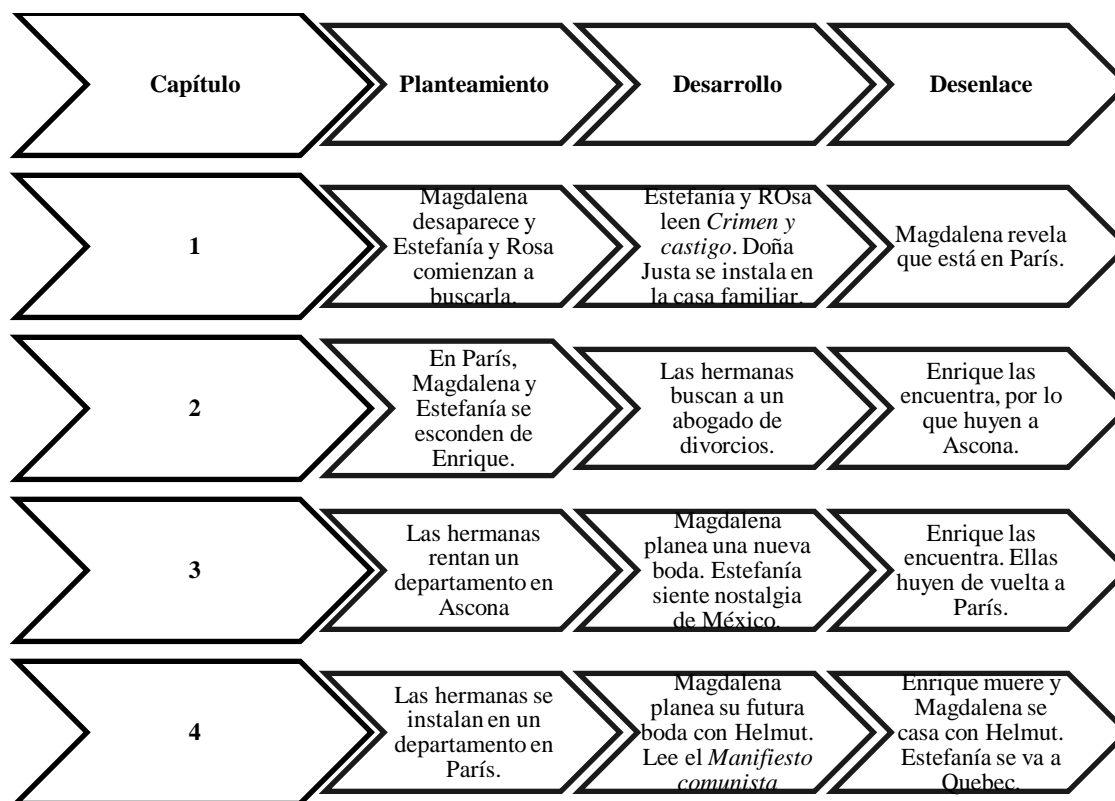 Capítulo
Planteamiento
Desarrollo
Desenlace
1
Magdalena
desaparece y
Estefanía y Rosa
comienzan a
buscarla.
Estefanía y ROsa
leen Crimen y
castigo. Doña
Justa se instala en
la casa familiar.
Magdalena revela
que está en París.
2
En París,
Magdalena y
Estefanía se
esconden de
Enrique.
Las hermanas
buscan a un
abogado de
divorcios.
Enrique las
encuentra, por lo
que huyen a
Ascona.
3
Las hermanas
rentan un
departamento en
Ascona
Magdalena
planea una nueva
boda. Estefanía
siente nostalgia
de México.
Enrique las
encuentra. Ellas
huyen de vuelta a
París.
4
Las hermanas se
instalan en un
departamento en
París.
Magdalena
planea su futura
boda con Helmut.
Lee el Manifiesto
comunista
Enrique muere y
Magdalena se
casa con Helmut.
Estefanía se va a
Quebec.